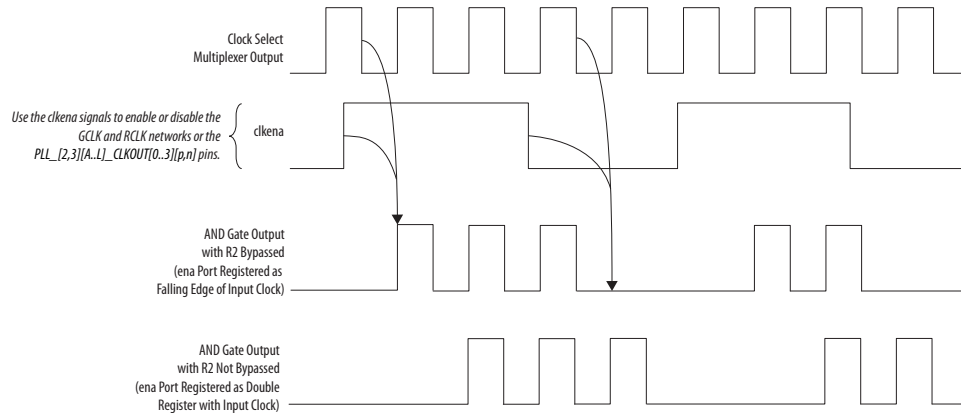 Clock Select
Multiplexer Output
Use the clkena signals to enable or disable the
GCLK and RCLK networks or the
PLL_[2,3][A..L]_CLKOUT[0..3][p,n] pins.
clkena
AND Gate Output
with R2 Bypassed
(ena Port Registered as
Falling Edge of Input Clock)
AND Gate Output
with R2 Not Bypassed
(ena Port Registered as Double
Register with Input Clock)